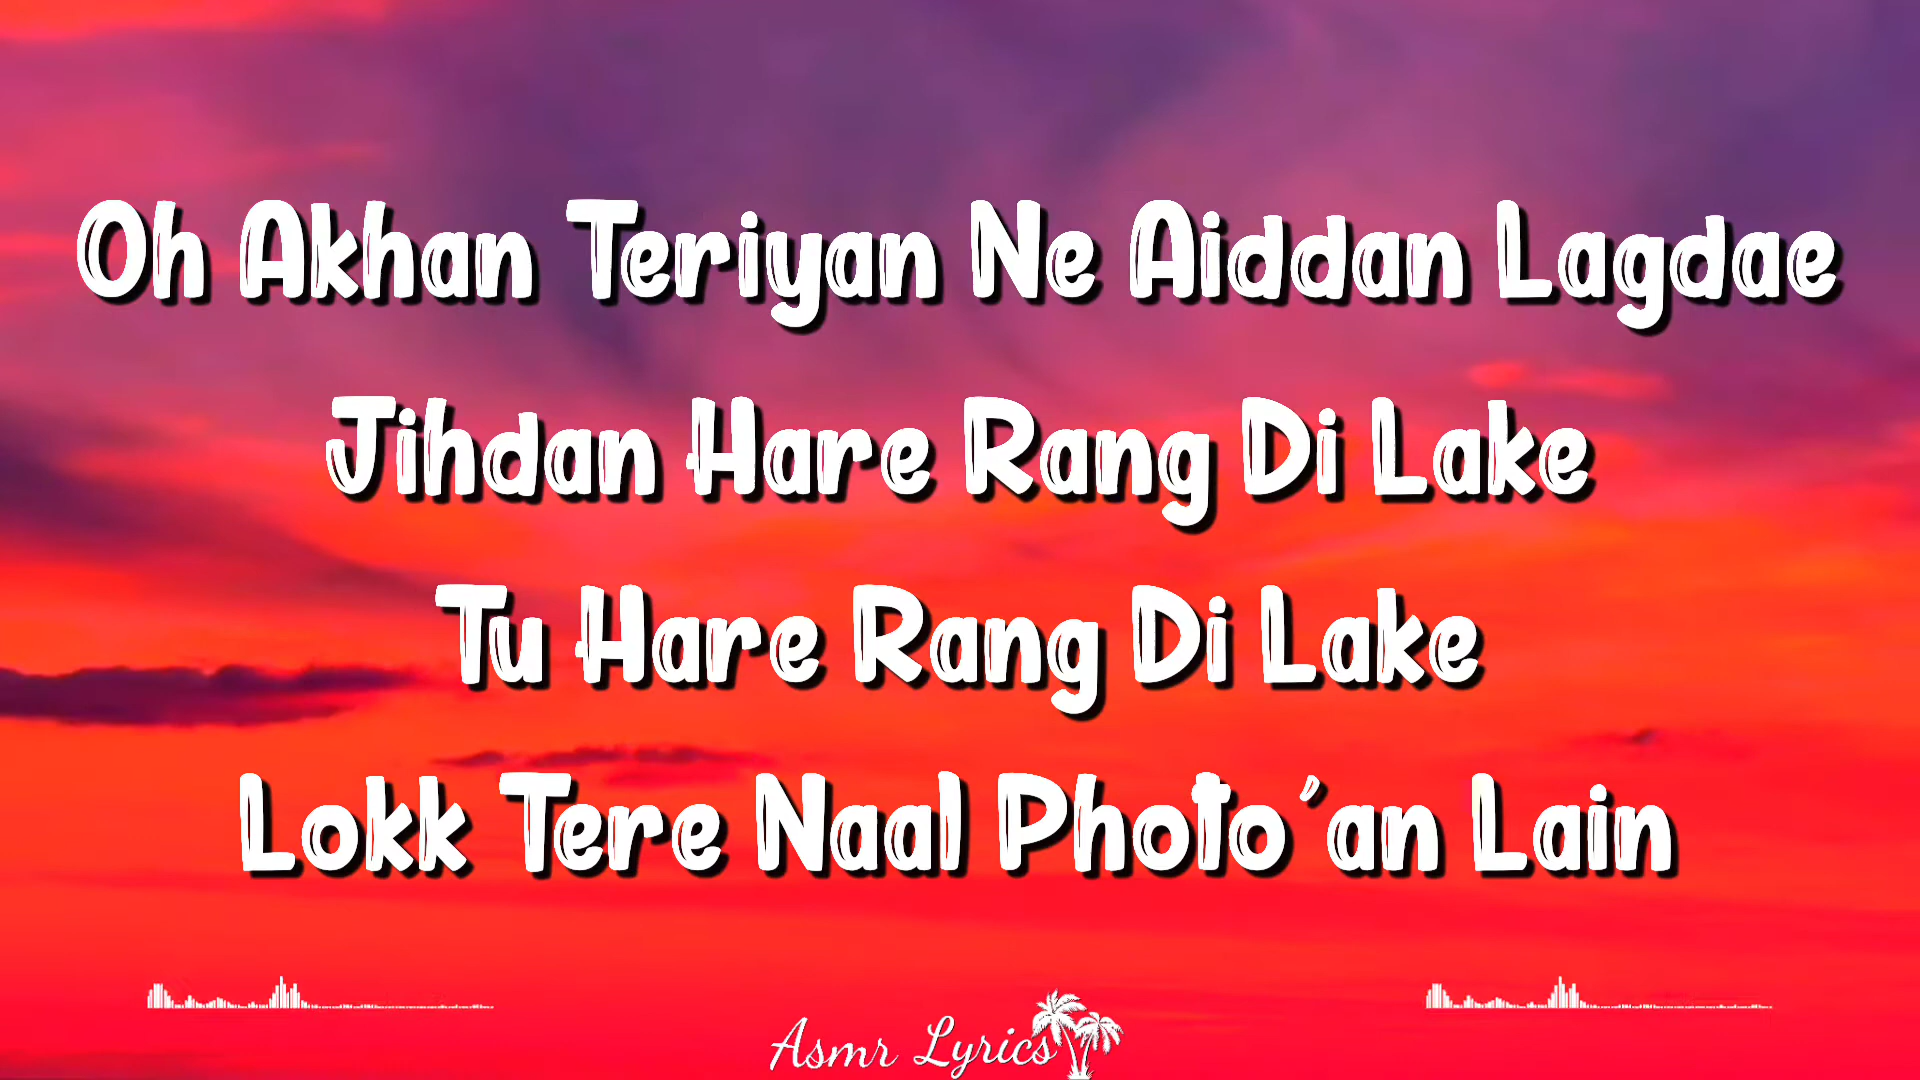 Oh Akhan Teriyan Ne Aiddan Lagdae
Jihdan Hare Rang Di Lake
Tu Hare Rang Di Lake
Lokk Tere Naal Photo'an Lain
Asmr Lyrics